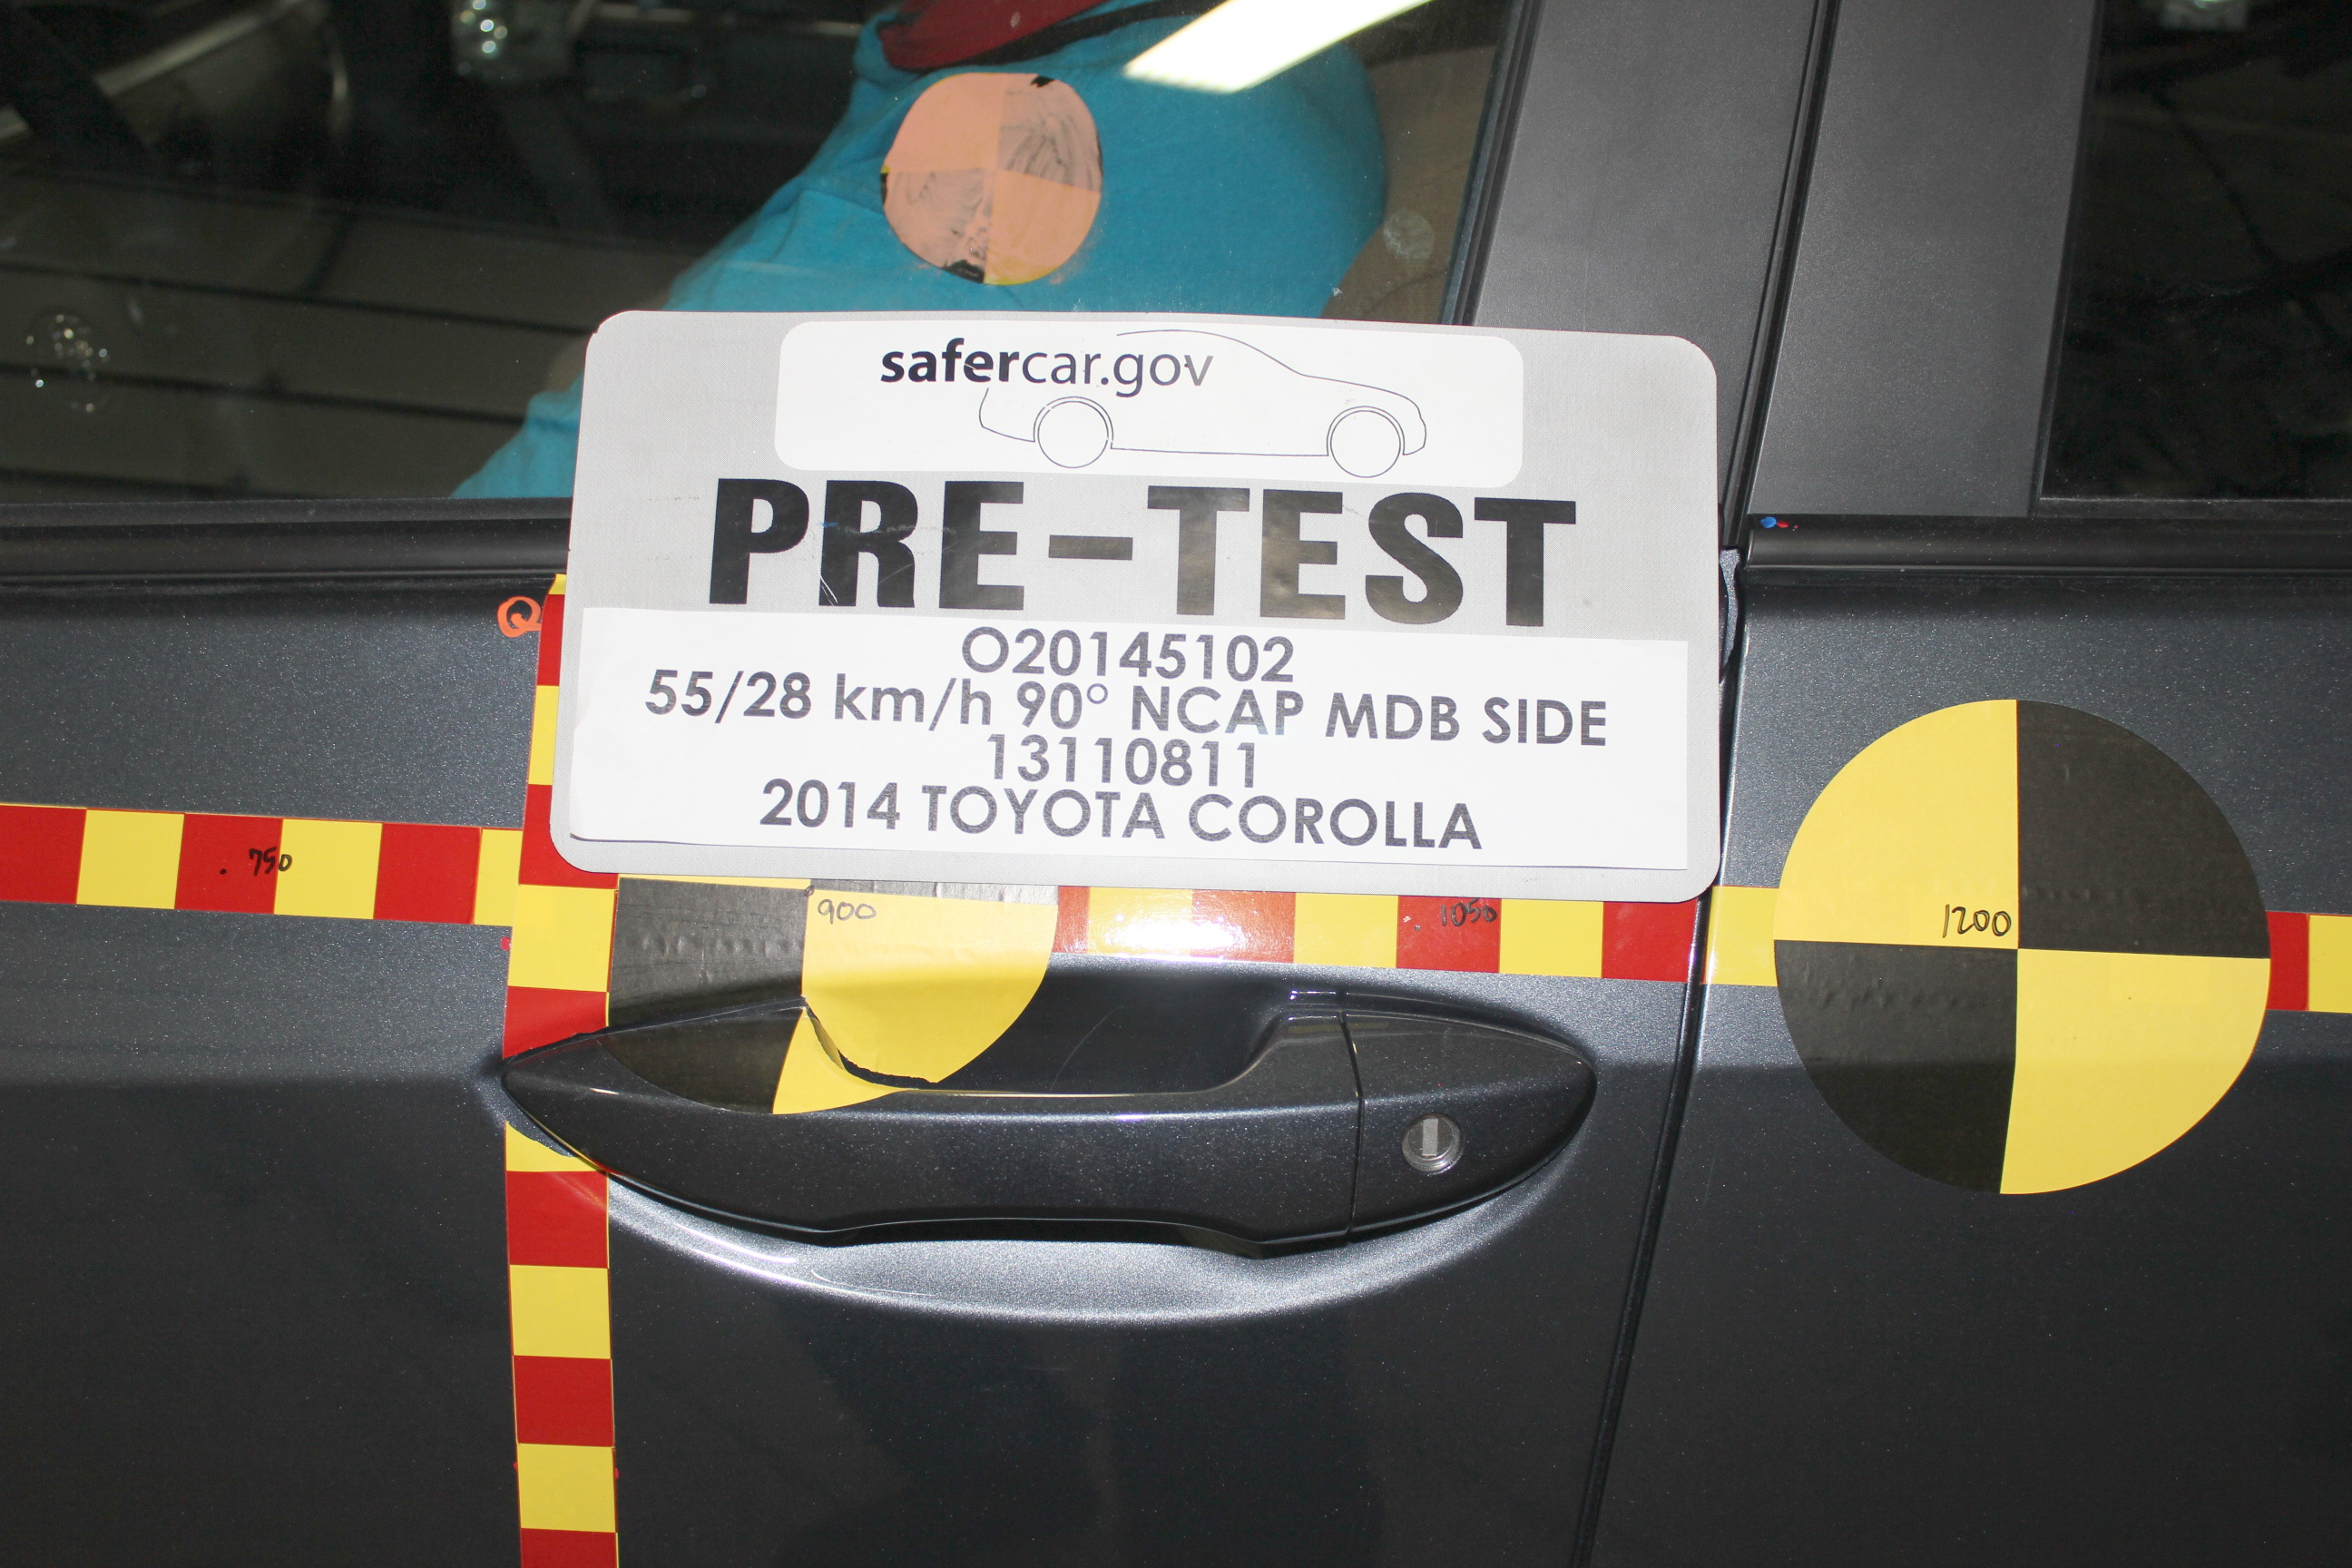 safercar.gov
PRE-TEST
O20145102
55/28 km/h 90° NCAP MDB SIDE
13110811
2014 TOYOTA COROLLA
750
900
1050
1200